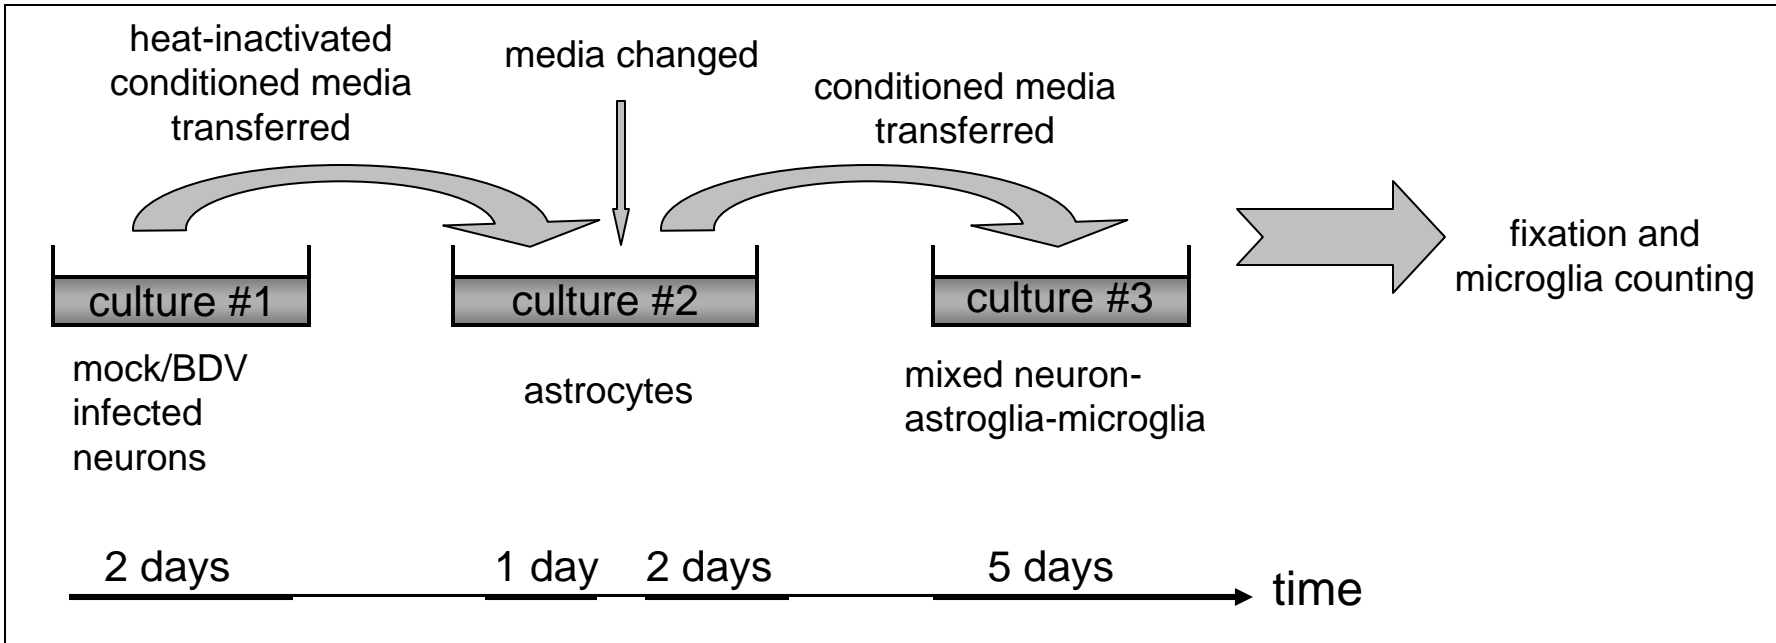 heat-inactivated
conditioned media
transferred
media changed
conditioned media
transferred
culture #1
culture #2
culture #3
fixation and
microglia counting
mock/BDV
infected
neurons
astrocytes
mixed neuron-
astroglia-microglia
2 days
1 day
2 days
5 days
time